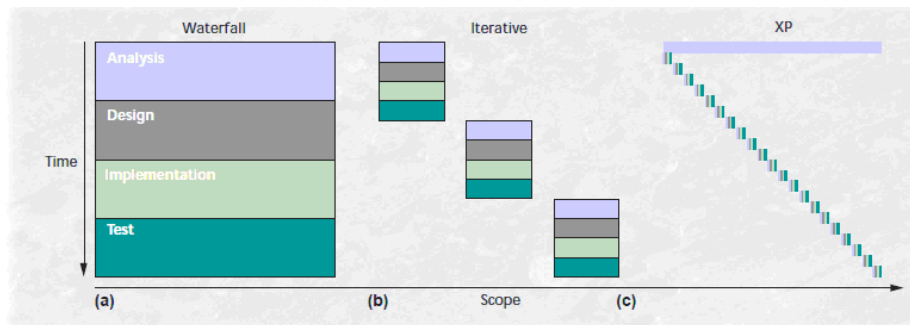 Waterfall
Iterative
XP
Analysis
Design
Time
Implementation
Test
(a)
(b)
Scope
(c)